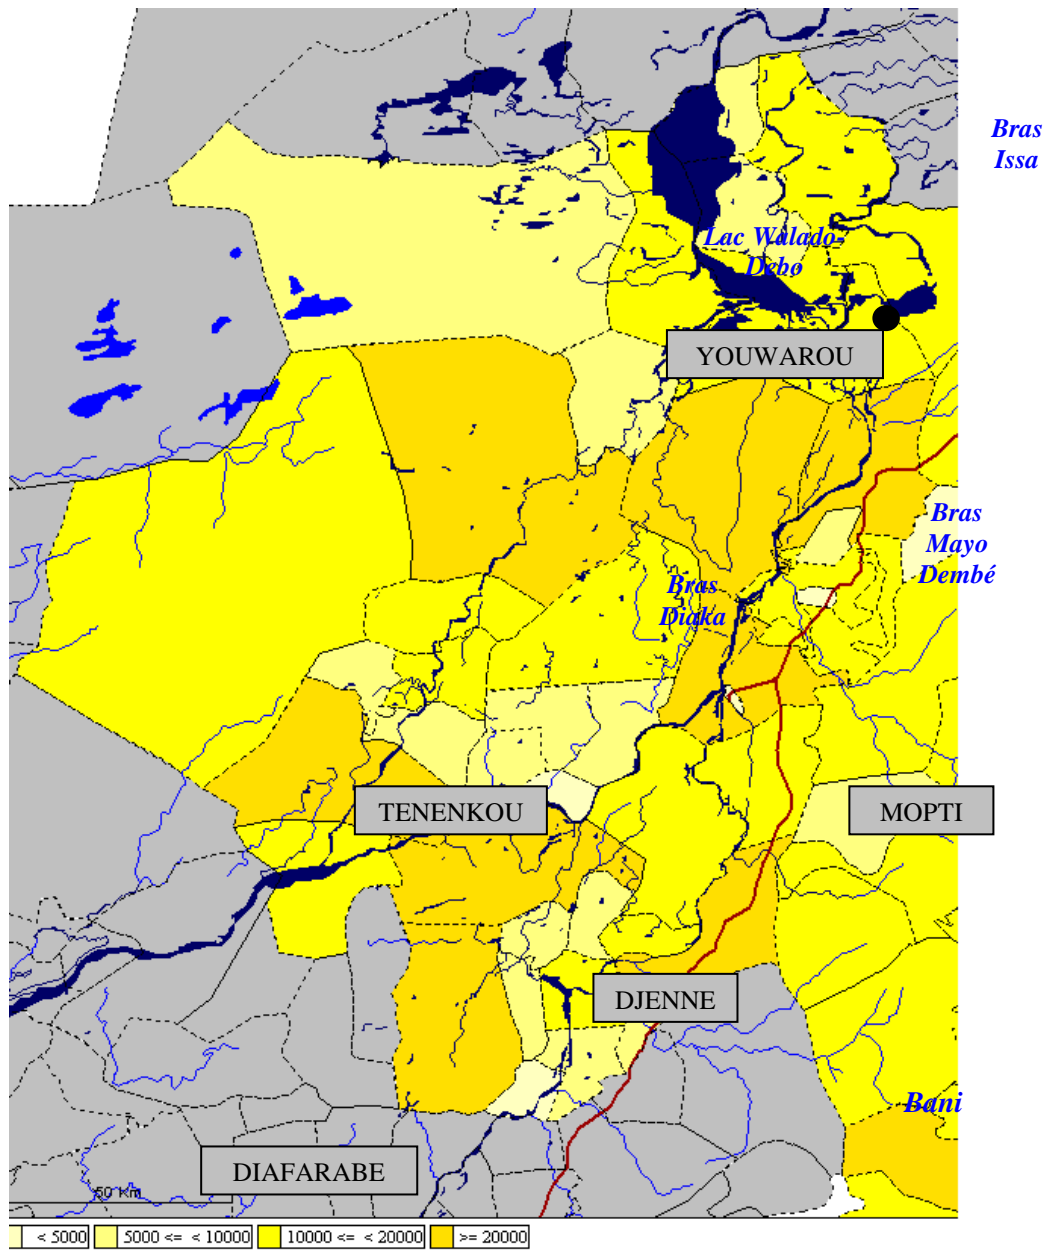 Bras
Issa
Lac Walado-
Debo
YOUWAROU
Bras
Mayo
Dembé
Bras
Diaka
TENENKOU
MOPTI
DJENNE
Bani
DIAFARABE
50 Km
< 5000
5000 <= < 10000
10000 <= < 20000
>= 20000